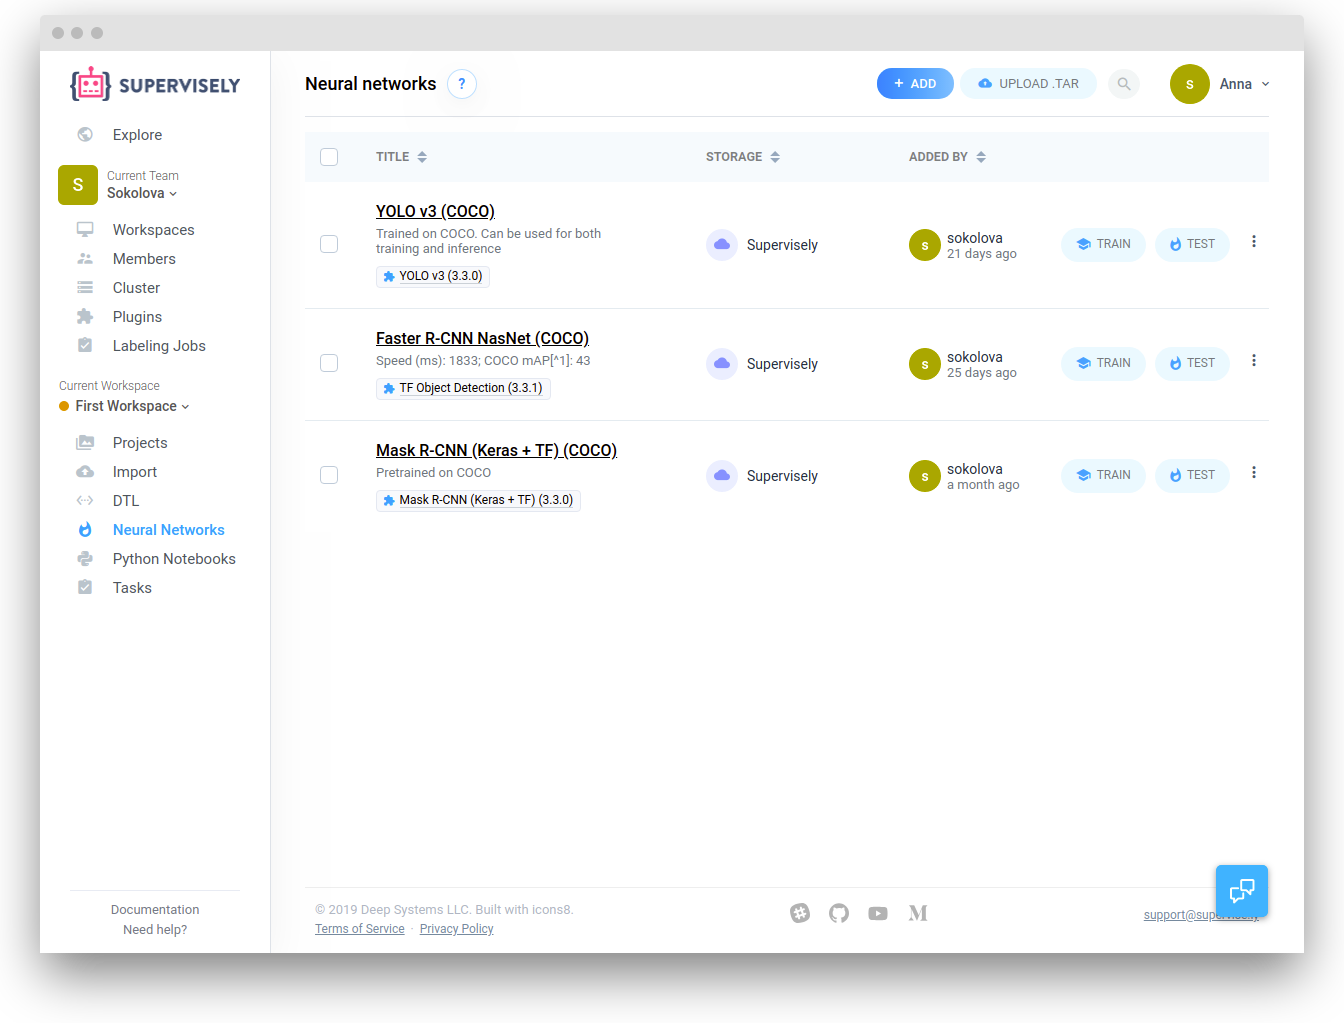 SUPERVISELY
Explore
S
Current Team
Sokolova
Workspaces
Members
Cluster
Plugins
Labeling Jobs
Current Workspace
First Workspace
Projects
Import
DTL
Neural Networks
Python Notebooks
Tasks
Documentation
Need help?
Neural networks ?
+ ADD
UPLOAD .TAR
s
Anna
TITLE STORAGE ADDED BY
YOLO v3 (COCO)
Trained on COCO. Can be used for both
training and inference
YOLO v3 (3.3.0)
Supervisely
s
sokolova
21 days ago
TRAIN
TEST
Faster R-CNN NasNet (COCO)
Speed (ms): 1833; COCO mAP[^1]: 43
TF Object Detection (3.3.1)
Supervisely
s
sokolova
25 days ago
TRAIN
TEST
Mask R-CNN (Keras + TF) (COCO)
Pretrained on COCO
Mask R-CNN (Keras + TF) (3.3.0)
Supervisely
s
sokolova
a month ago
TRAIN
TEST
© 2019 Deep Systems LLC. Built with icons8.
Terms of Service · Privacy Policy
M